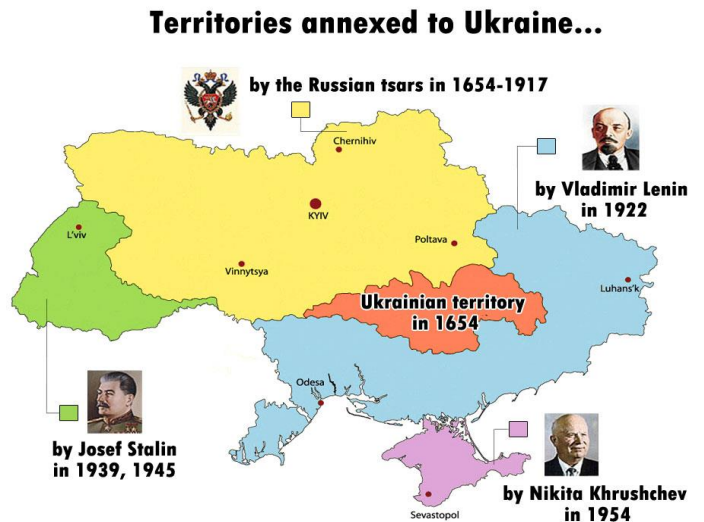 Territories annexed to Ukraine...
by the Russian tsars in 1654-1917
Chernihiv
by Vladimir Lenin
in 1922
KYIV
L'viv
Poltava
Vinnytsya
Luhans'k
Ukrainian territory
in 1654
Odesa
by Josef Stalin
in 1939, 1945
by Nikita Khrushchev
in 1954
Sevastopol